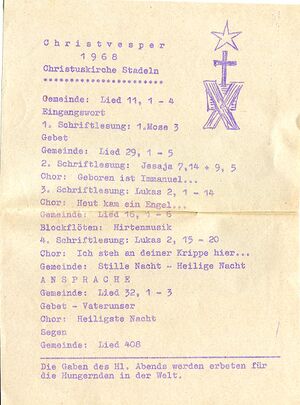 Christvesper
1968
Christuskirche Stadeln
Gemeinde: Lied 11, 1 - 4
Eingangswort
1. Schriftlesung: 1.Mose 3
Gebet
Gemeinde: Lied 29, 1 - 5
2. Schriftlesung: Jesaja 7,14 + 9, 5
Chor: Geboren ist Immanuel...
3. Schriftlesung: Lukas 2, 1 - 14
Chor: Heut kam ein Engel...
Gemeinde: Lied 16, 1 - 6
Blockflöten: Hirtenmusik
4. Schriftlesung: Lukas 2, 15 - 20
Chor: Ich steh an deiner Krippe hier...
Gemeinde: Stille Nacht - Heilige Nacht
ANSPRACHE
Gemeinde: Lied 32, 1 - 3
Gebet - Vaterunser
Chor: Heiligste Nacht
Segen
Gemeinde: Lied 408
Die Gaben des Hl. Abends werden erbeten für
die Hungernden in der Welt.